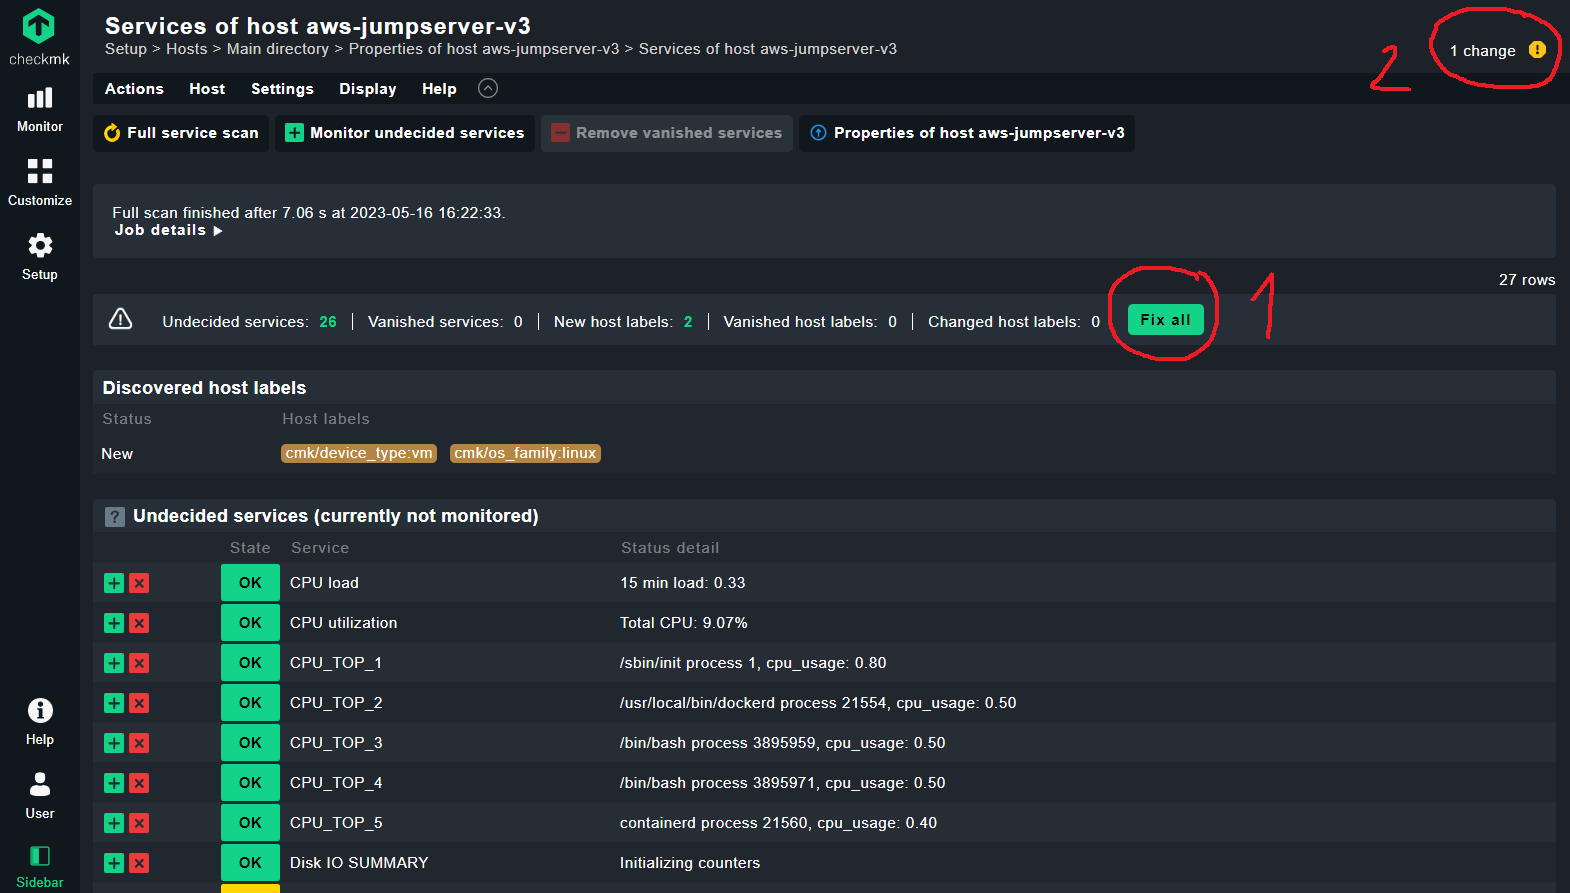 checkmk
Services of host aws-jumpserver-v3
Setup > Hosts > Main directory > Properties of host aws-jumpserver-v3 > Services of host aws-jumpserver-v3
1 change
2
Actions Host Settings Display Help
Full service scan Monitor undecided services Remove vanished services Properties of host aws-jumpserver-v3
Monitor
Customize
Setup
Full scan finished after 7.06 s at 2023-05-16 16:22:33.
Job details
27 rows
Undecided services: 26 | Vanished services: 0 | New host labels: 2 | Vanished host labels: 0 | Changed host labels: 0 Fix all
1
Discovered host labels
Status Host labels
New cmk/device_type:vm cmk/os_family:linux
? Undecided services (currently not monitored)
State Service Status detail
OK CPU load 15 min load: 0.33
OK CPU utilization Total CPU: 9.07%
OK CPU_TOP_1 /sbin/init process 1, cpu_usage: 0.80
OK CPU_TOP_2 /usr/local/bin/dockerd process 21554, cpu_usage: 0.50
OK CPU_TOP_3 /bin/bash process 3895959, cpu_usage: 0.50
OK CPU_TOP_4 /bin/bash process 3895971, cpu_usage: 0.50
OK CPU_TOP_5 containerd process 21560, cpu_usage: 0.40
OK Disk IO SUMMARY Initializing counters
Help
User
Sidebar